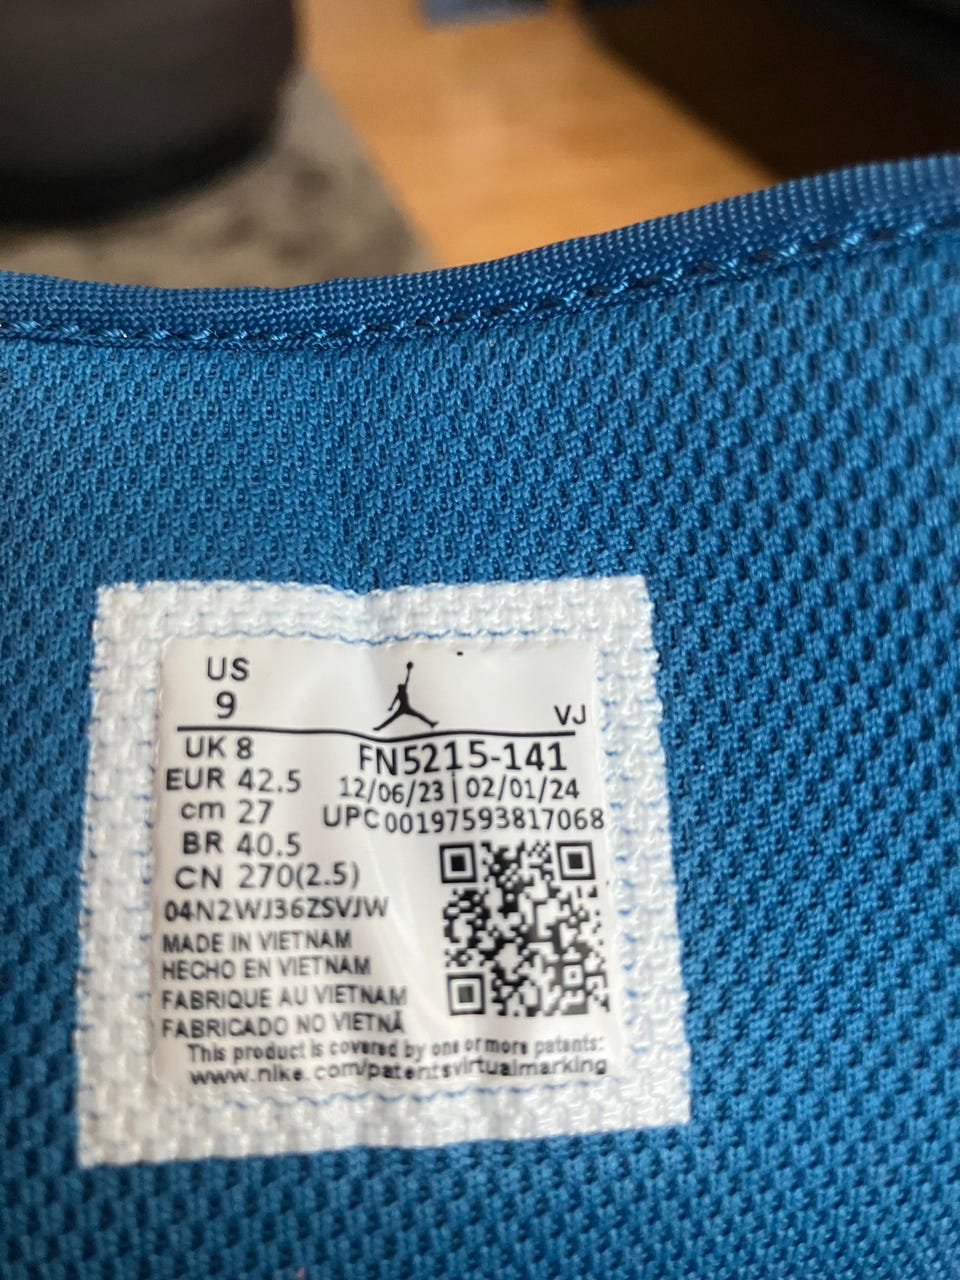 US
9
VJ
UK 8
FN5215-141
EUR 42.5
12/06/23 | 02/01/24
cm 27
UPC00197593817068
BR 40.5
CN 270(2.5)
04N2WJ36ZSVJW
MADE IN VIETNAM
HECHO EN VIETNAM
FABRIQUE AU VIETNAM
FABRICADO NO VIETNÃ
This product is covered by one or more patents:
www.nike.com/patentsvirtualmarking